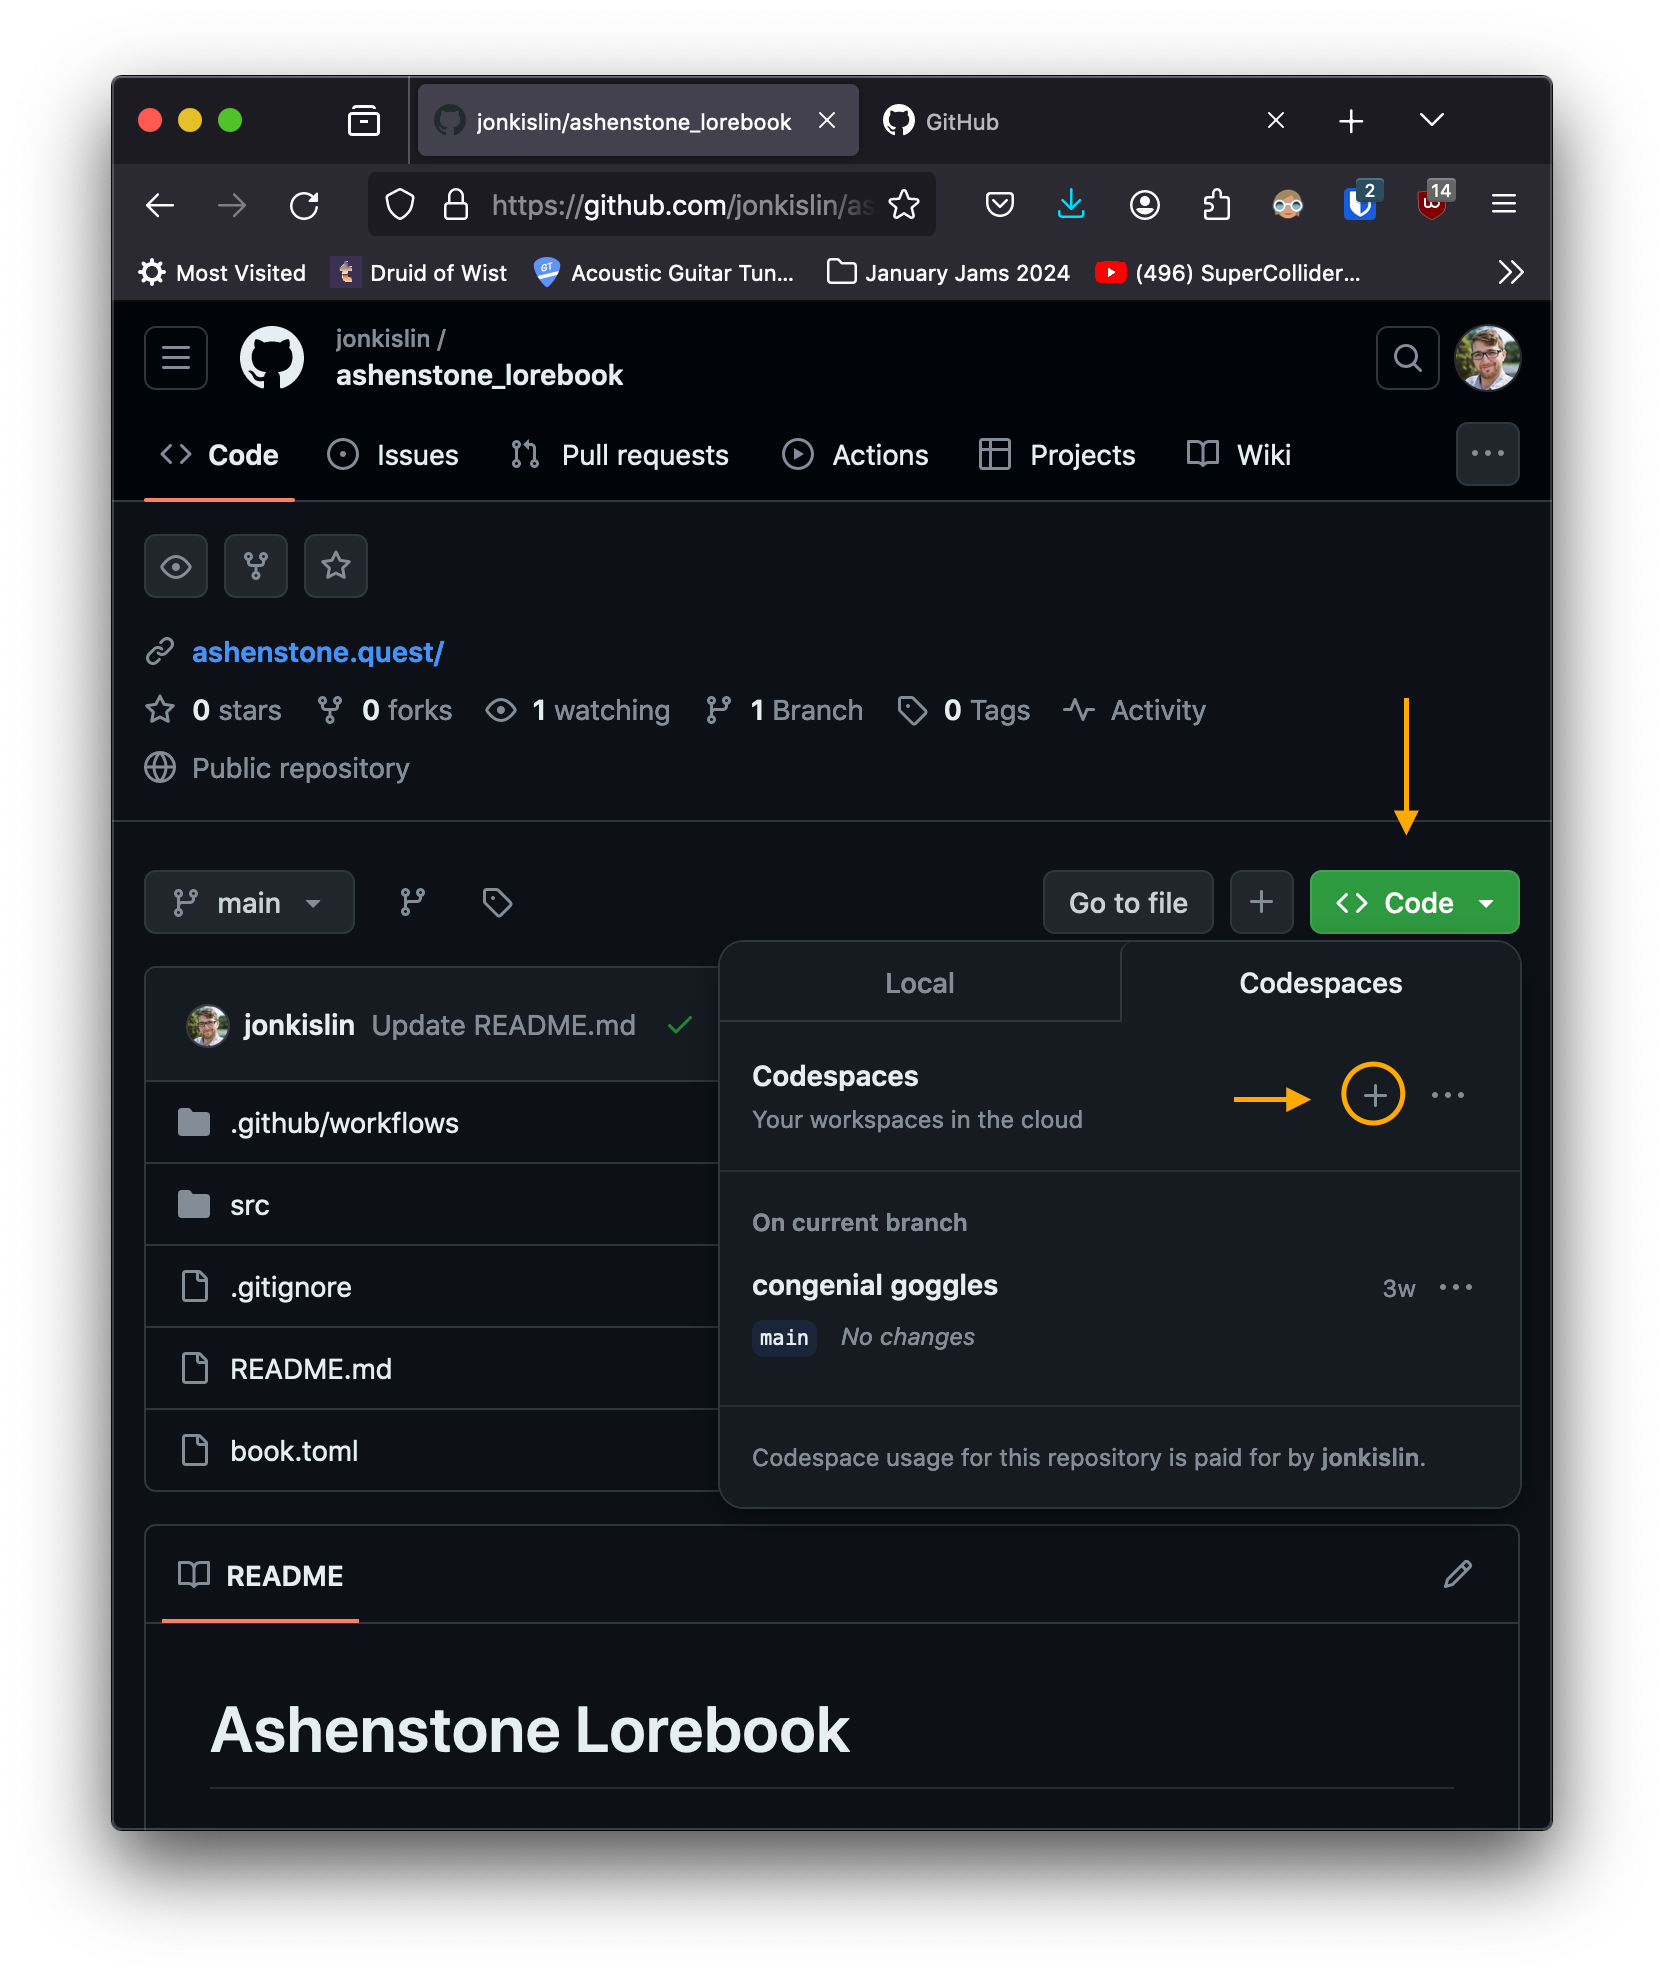 jonkislin/ashenstone_lorebook
GitHub
https://github.com/jonkislin/as
2
14
Most Visited
Druid of Wist
GT
Acoustic Guitar Tun...
January Jams 2024
(496) SuperCollider...
jonkislin /
ashenstone_lorebook
Code
Issues
Pull requests
Actions
Projects
Wiki
ashenstone.quest/
0 stars
0 forks
1 watching
1 Branch
0 Tags
Activity
Public repository
main
Go to file
Code
Local
Codespaces
jonkislin Update README.md
Codespaces
Your workspaces in the cloud
.github/workflows
src
On current branch
.gitignore
congenial goggles
3w
main
No changes
README.md
book.toml
Codespace usage for this repository is paid for by jonkislin.
README
Ashenstone Lorebook